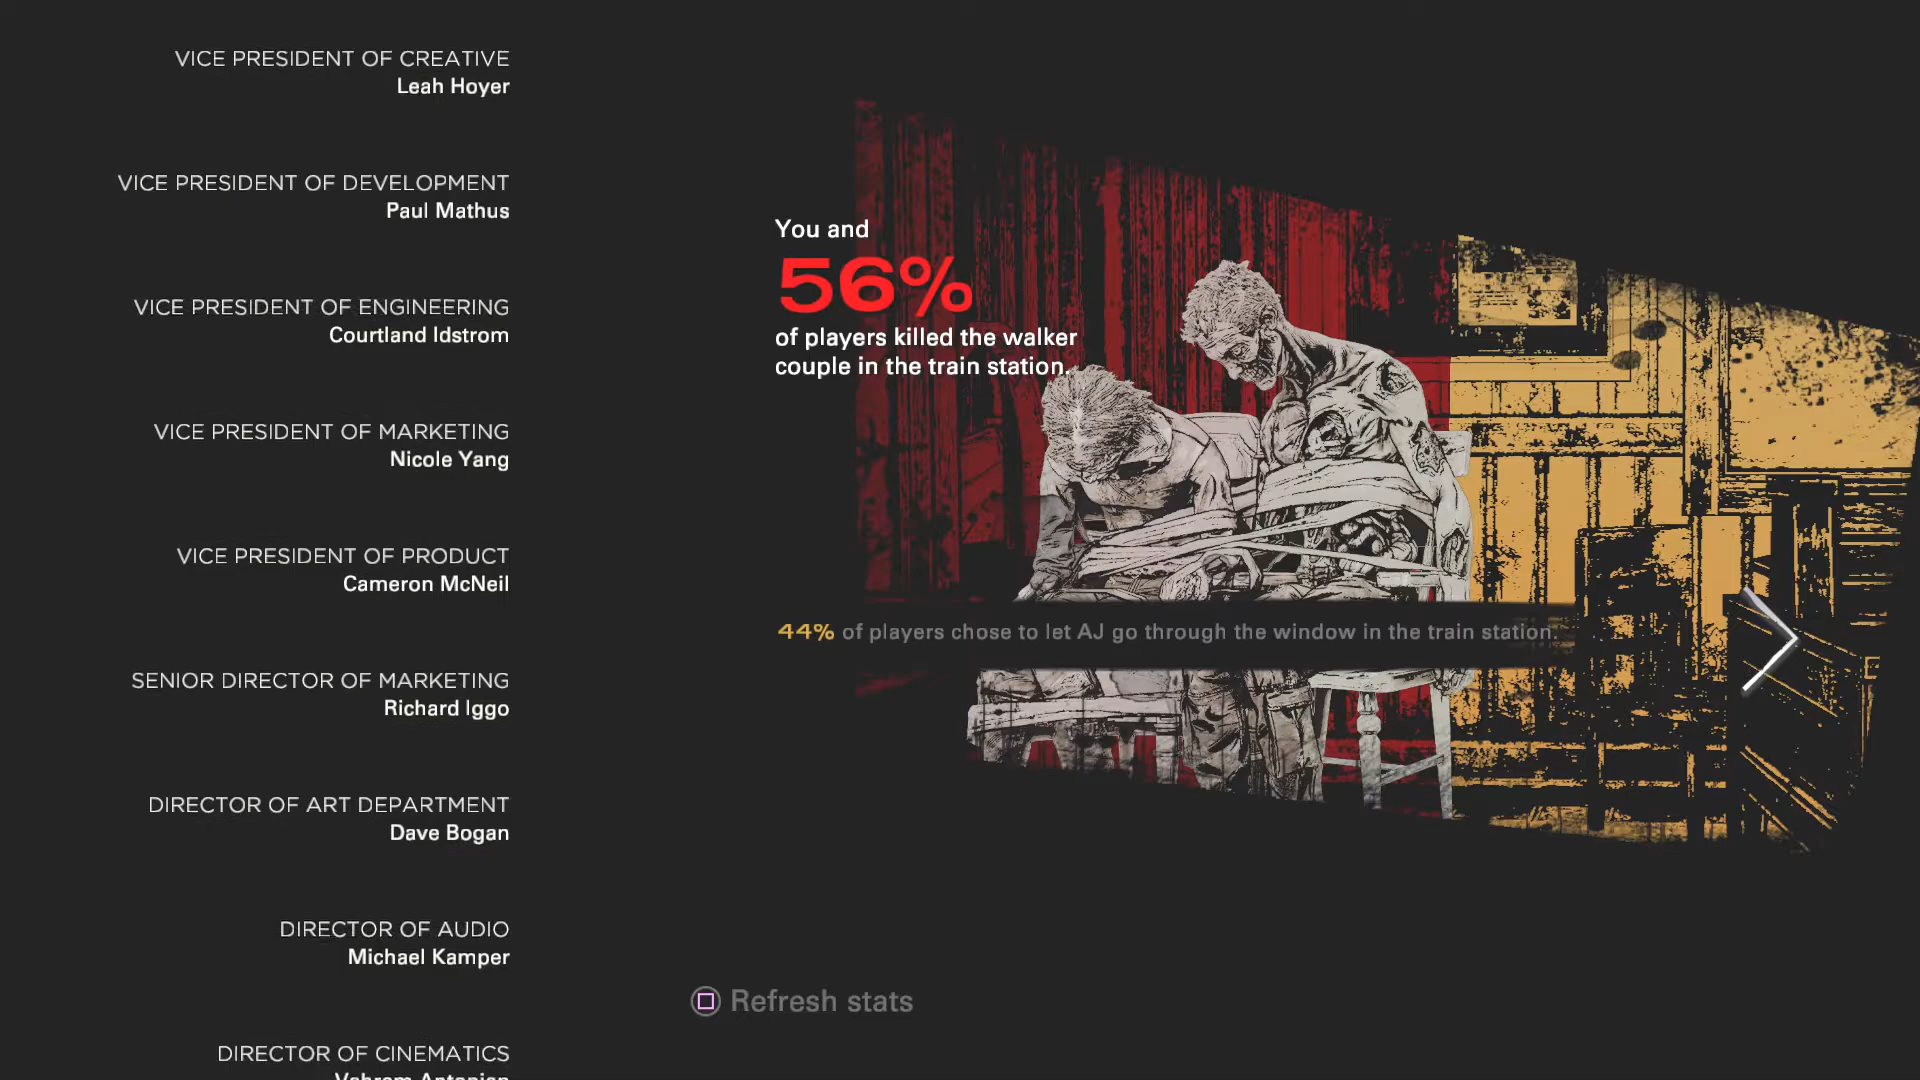 VICE PRESIDENT OF CREATIVE
Leah Hoyer
VICE PRESIDENT OF DEVELOPMENT
Paul Mathus
VICE PRESIDENT OF ENGINEERING
Courtland Idstrom
VICE PRESIDENT OF MARKETING
Nicole Yang
VICE PRESIDENT OF PRODUCT
Cameron McNeil
SENIOR DIRECTOR OF MARKETING
Richard Iggo
DIRECTOR OF ART DEPARTMENT
Dave Bogan
DIRECTOR OF AUDIO
Michael Kamper
DIRECTOR OF CINEMATICS
You and
56%
of players killed the walker
couple in the train station.
44% of players chose to let AJ go through the window in the train station.
Refresh stats